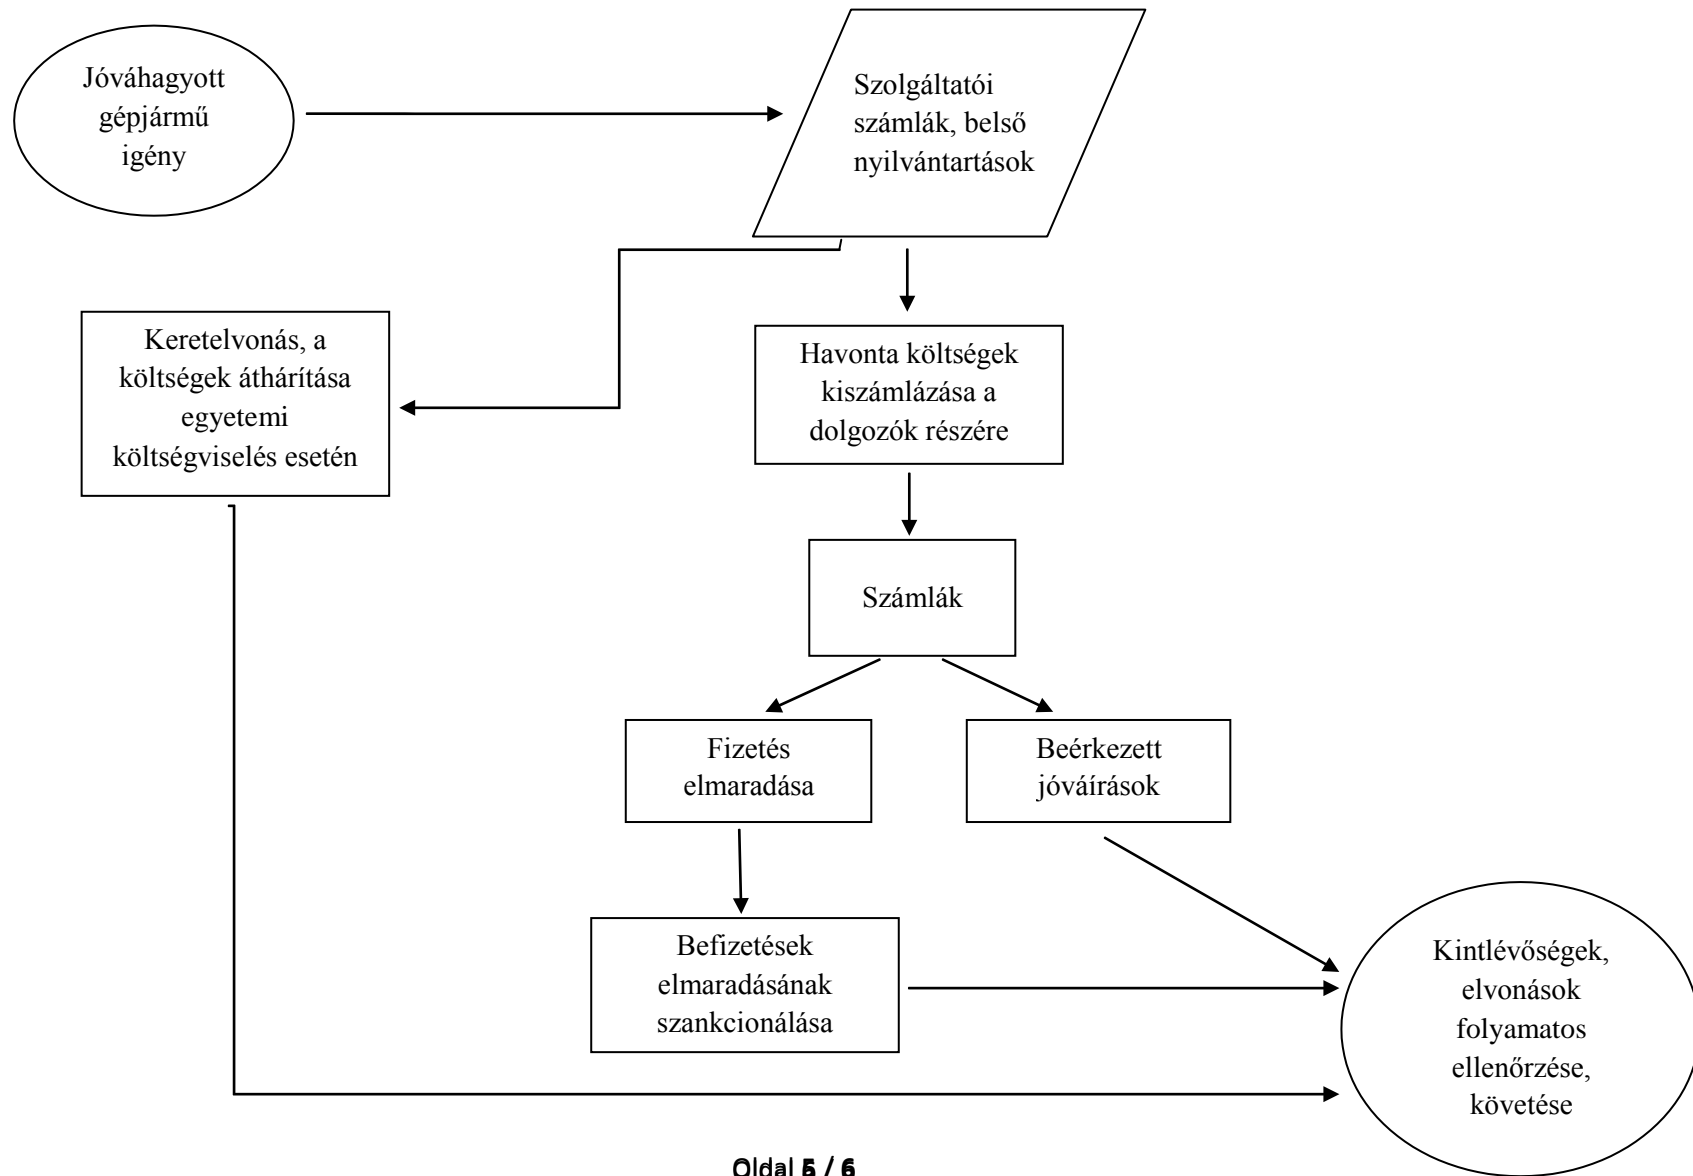 Jóváhagyott
gépjármű
igény
Szolgáltatói
számlák, belső
nyilvántartások
Keretelvonás, a
költségek áthárítása
egyetemi
költségviselés esetén
Havonta költségek
kiszámlázása a
dolgozók részére
Számlák
Fizetés
elmaradása
Beérkezett
jóváírások
Befizetések
elmaradásának
szankcionálása
Kintlévőségek,
elvonások
folyamatos
ellenőrzése,
követése
Oldal / 6